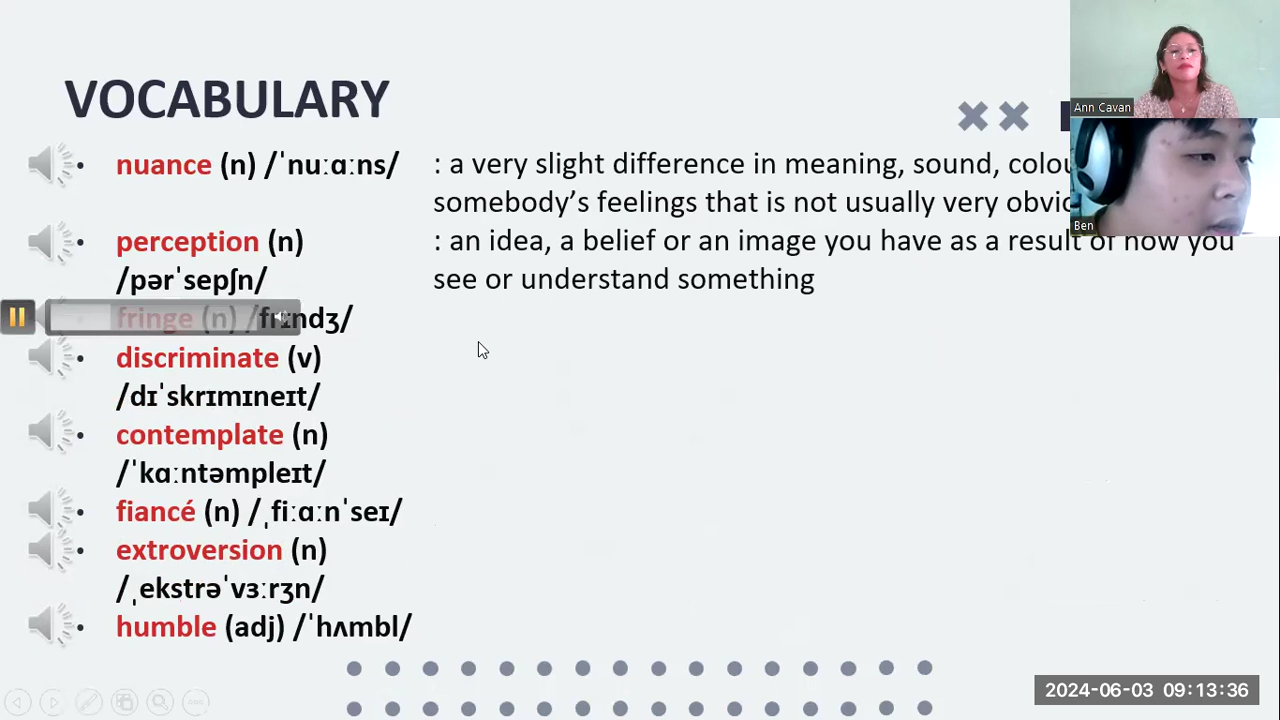 VOCABULARY
Ann Cavan
Ben
nuance (n) /ˈnuːɑːns/ : a very slight difference in meaning, sound,
somebody’s feelings that is not usually very
perception (n) : an idea, a belief or an image you have as a result of how you
/pərˈsepʃn/ see or understand something
fringe (n) /frɪndʒ/
discriminate (v)
/dɪˈskrɪmɪneɪt/
contemplate (n)
/ˈkɑːntəmpleɪt/
fiancé (n) /ˌfiːɑːnˈseɪ/
extroversion (n)
/ˌekstrəˈvɜːrʒn/
humble (adj) /ˈhʌmbl/
2024-06-03 09:13:36